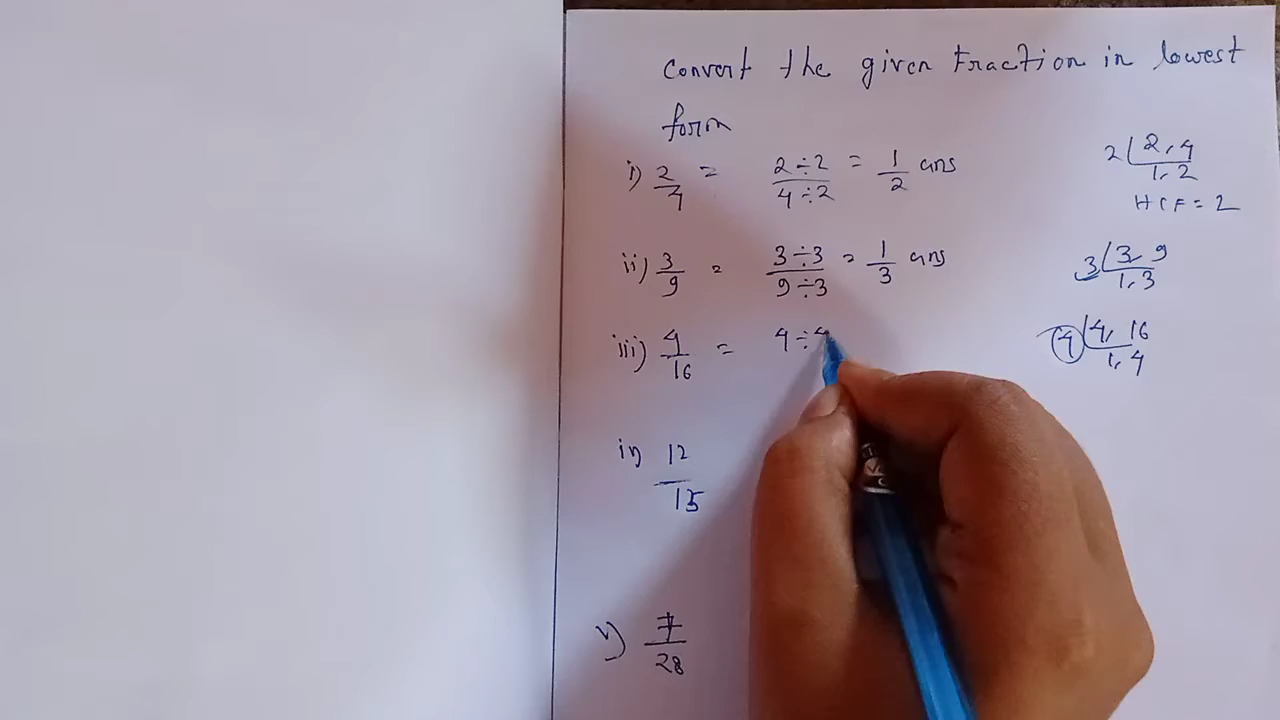 convert the given fraction in lowest
form
i) 2/4 = 2÷2/4÷2 = 1/2 ans
2 | 2, 4
1, 2
HCF = 2
ii) 3/9 = 3÷3/9÷3 = 1/3 ans
3 | 3, 9
1, 3
iii) 4/16 = 4÷4
4 | 4, 16
1, 4
iv) 12/15
v) 7/28